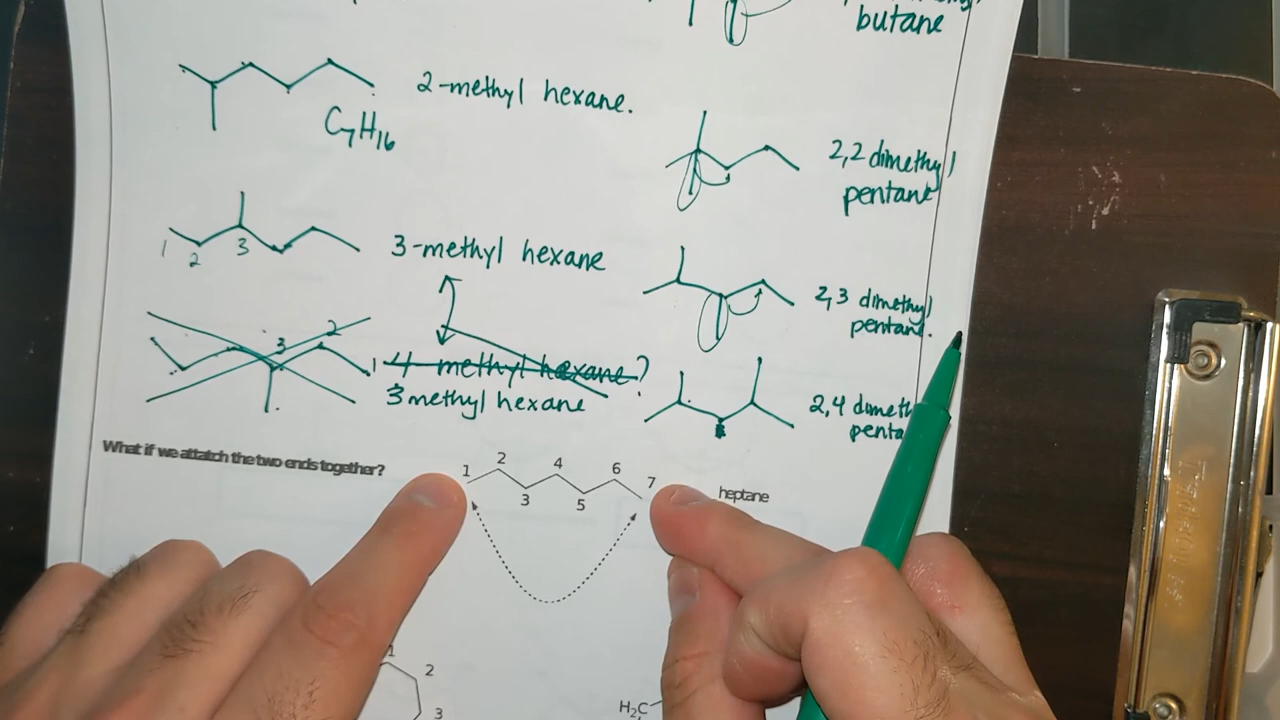 butane
2-methyl hexane.
C7H16
2,2 dimethyl
pentane
1 2 3
3-methyl hexane
2,3 dimethyl
pentane.
3 2 1
4 methyl hexane?
3 methyl hexane
2,4 dimeth
penta
What if we attatch the two ends together?
1 2 3 4 5 6 7
heptane
1 2
3
H₂C